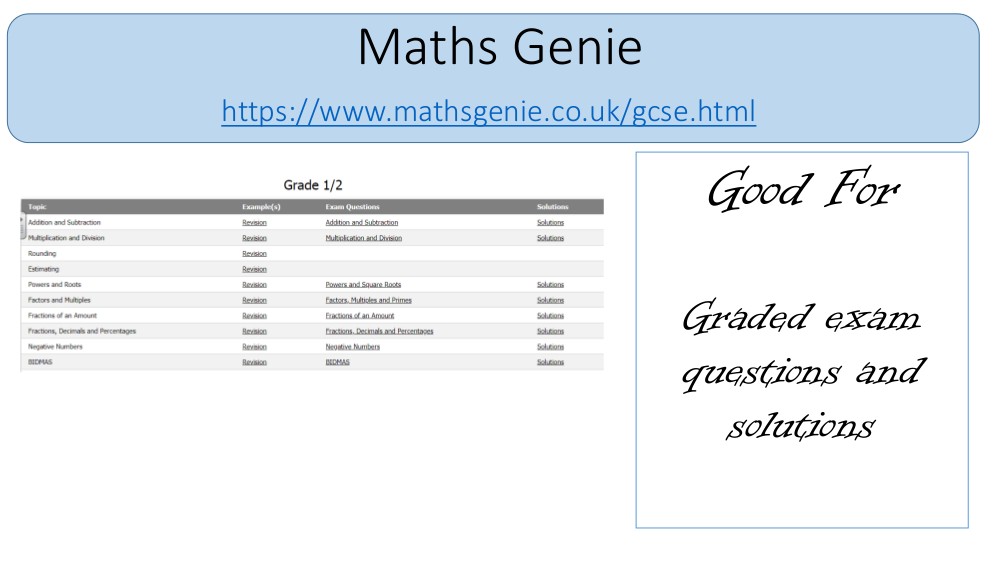 Maths Genie
https://www.mathsgenie.co.uk/gcse.html
Grade 1/2
Topic Example(s) Exam Questions Solutions
Addition and Subtraction Revision Addition and Subtraction Solutions
Multiplication and Division Revision Multiplication and Division Solutions
Rounding Revision
Estimating Revision
Powers and Roots Revision Powers and Square Roots Solutions
Factors and Multiples Revision Factors, Multiples and Primes Solutions
Fractions of an Amount Revision Fractions of an Amount Solutions
Fractions, Decimals and Percentages Revision Fractions, Decimals and Percentages Solutions
Negative Numbers Revision Negative Numbers Solutions
BIDMAS Revision BIDMAS Solutions
Good For
Graded exam
questions and
solutions